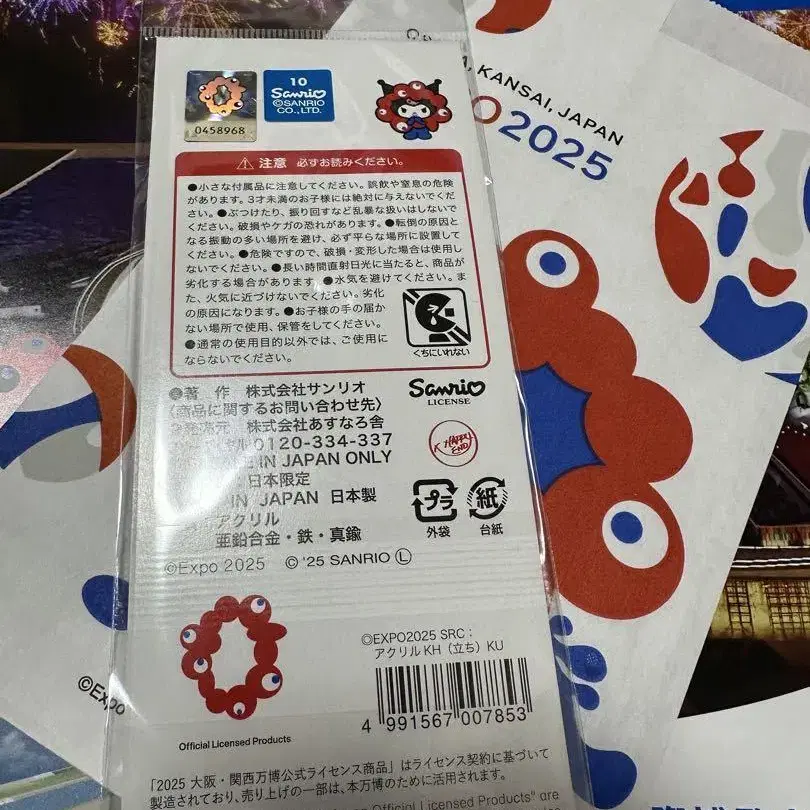 10
Sanrio
©SANRIO
CO.,LTD.
0458968
KANSAI, JAPAN
2025
注意 必ずお読みください。
●小さな付属品に注意してください。誤飲や窒息の危険
があります。3才未満のお子様には絶対に与えないでくだ
さい。●ぶつけたり、振り回すなど乱暴な扱いはしないで
ください。破損やケガの恐れがあります。●転倒の原因と
なる振動の多い場所を避け、必ず平らな場所に設置して
ください。●危険ですので、破損・変形した場合は使用し
ないでください。●長い時間直射日光に当たると、商品が
劣化する場合があります。●水気を避けてください。ま
た、火気に近づけないでください。劣化
の原因になります。●お子様の手の届か
ない場所で使用、保管をしてください。
●通常の使用目的以外では、ご使用に
ならないでください。
くちにいれない
●著 作 株式会社サンリオ
〈商品に関するお問い合わせ先〉
発売元 株式会社あすなろ舎
0120-334-337
IN JAPAN ONLY
日本限定
IN JAPAN 日本製
アクリル
亜鉛合金・鉄・真鍮
Sanrio
LICENSE
K HAPPY
END
プラ
外袋
紙
台紙
©Expo 2025 © '25 SANRIO Ⓛ
©EXPO2025 SRC：
アクリルKH（立ち）KU
4 991567 007853
©Expo
Official Licensed Products
「2025 大阪・関西万博公式ライセンス商品」はライセンス契約に基づいて
製造されており、売り上げの一部は、本万博のために活用されます。
Official Licensed Products" are